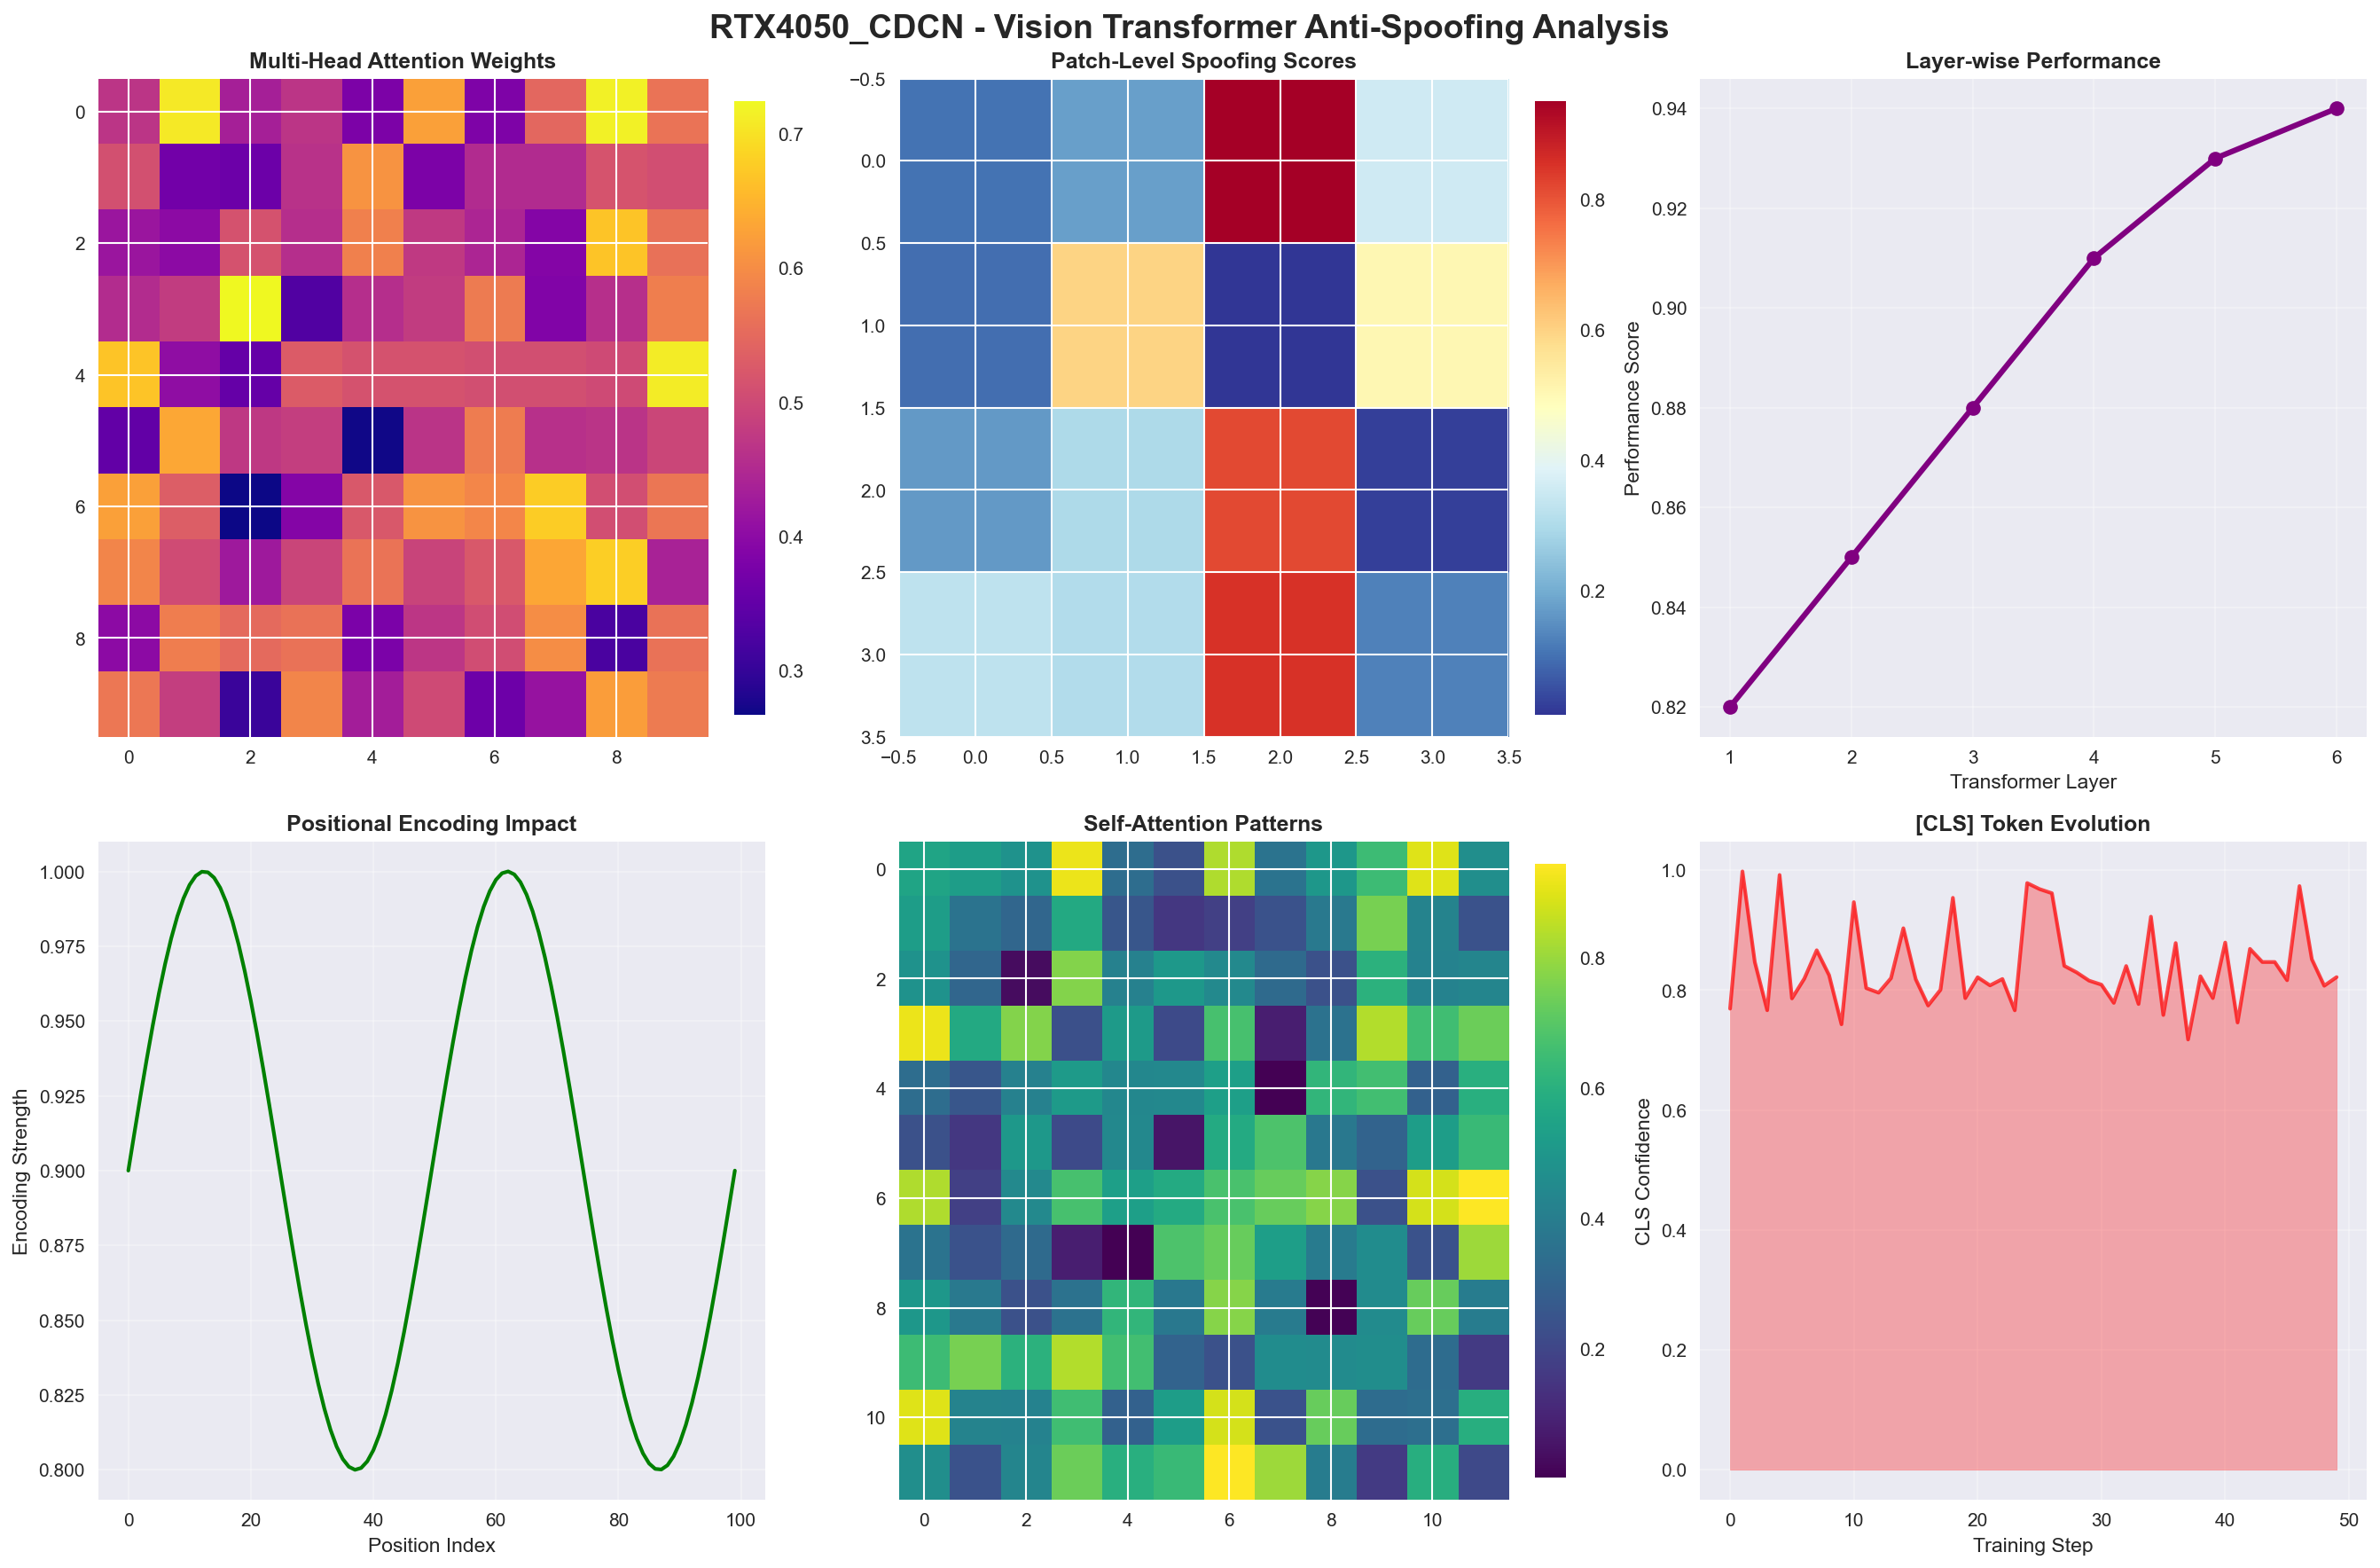 RTX4050_CDCN - Vision Transformer Anti-Spoofing Analysis
Multi-Head Attention Weights
0
2
4
6
8
0 2 4 6 8
0.7
0.6
0.5
0.4
0.3
Patch-Level Spoofing Scores
−0.5
0.0
0.5
1.0
1.5
2.0
2.5
3.0
3.5
−0.5 0.0 0.5 1.0 1.5 2.0 2.5 3.0 3.5
0.8
0.6
0.4
0.2
Layer-wise Performance
Performance Score
0.94
0.92
0.90
0.88
0.86
0.84
0.82
1 2 3 4 5 6
Transformer Layer
Positional Encoding Impact
Encoding Strength
1.000
0.975
0.950
0.925
0.900
0.875
0.850
0.825
0.800
0 20 40 60 80 100
Position Index
Self-Attention Patterns
0
2
4
6
8
10
0 2 4 6 8 10
0.8
0.6
0.4
0.2
[CLS] Token Evolution
CLS Confidence
1.0
0.8
0.6
0.4
0.2
0.0
0 10 20 30 40 50
Training Step